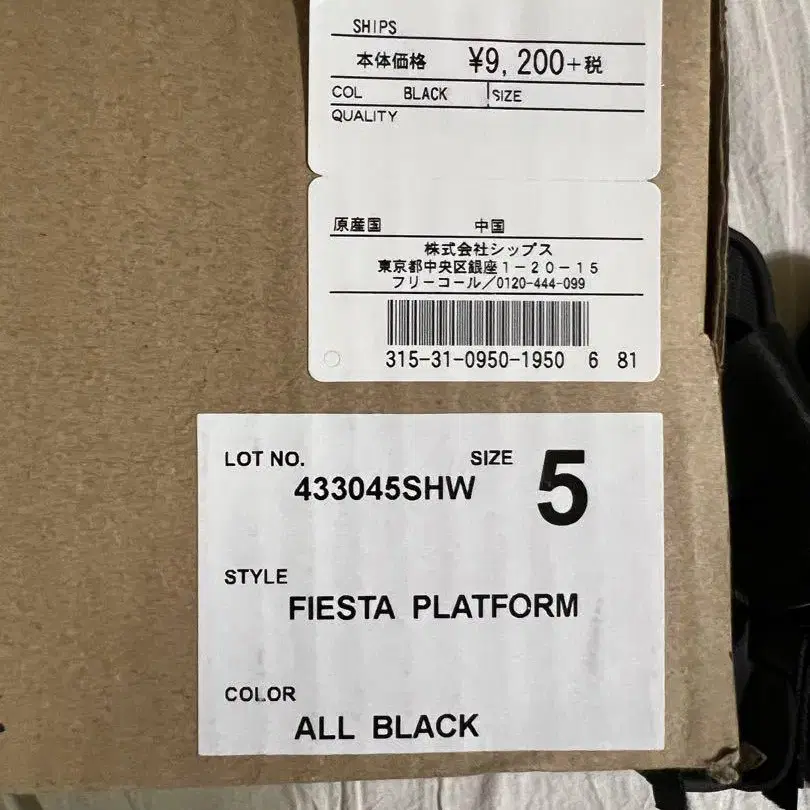 SHIPS
本体価格 ¥9,200+税
COL BLACK SIZE
QUALITY
原産国 中国
株式会社シップス
東京都中央区銀座1-20-15
フリーコール/0120-444-099
315-31-0950-1950 6 81
LOT NO. SIZE 5
433045SHW
STYLE
FIESTA PLATFORM
COLOR
ALL BLACK